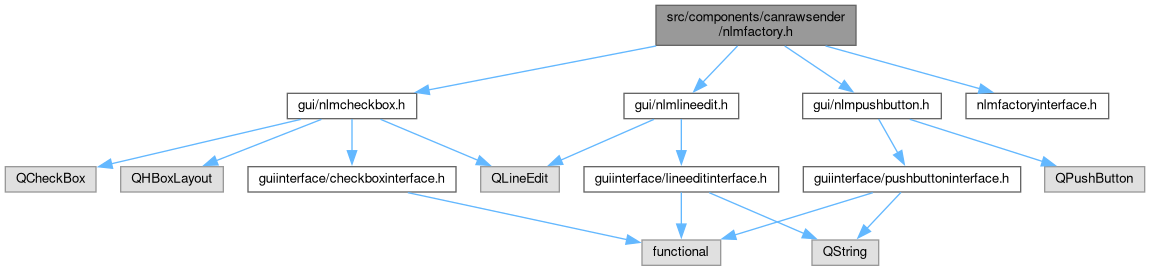 src/components/canrawsender
/nlmfactory.h
gui/nlmcheckbox.h
gui/nlmlineedit.h
gui/nlmpushbutton.h
nlmfactoryinterface.h
QCheckBox
QHBoxLayout
guiinterface/checkboxinterface.h
QLineEdit
guiinterface/lineeditinterface.h
guiinterface/pushbuttoninterface.h
QPushButton
functional
QString